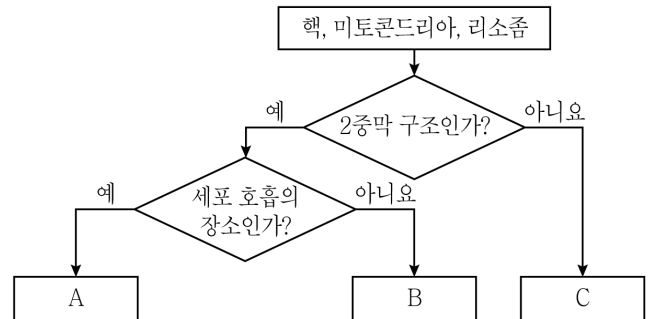 핵, 미토콘드리아, 리소좀
예
2중막 구조인가?
아니요
예
세포 호흡의
장소인가?
아니요
A
B
C